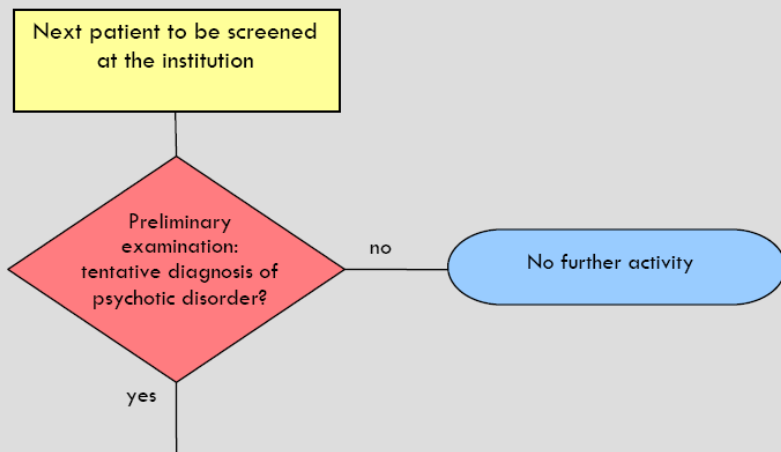 Next patient to be screened
at the institution
Preliminary
examination:
tentative diagnosis of
psychotic disorder?
no
No further activity
yes